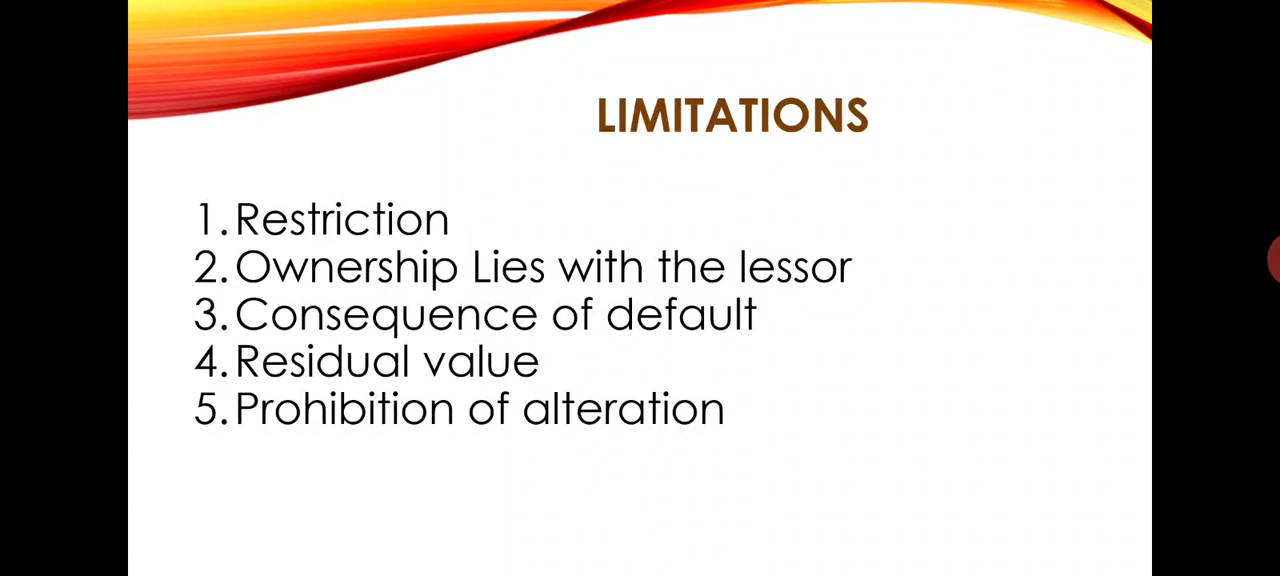 LIMITATIONS
1. Restriction
2. Ownership Lies with the lessor
3. Consequence of default
4. Residual value
5. Prohibition of alteration